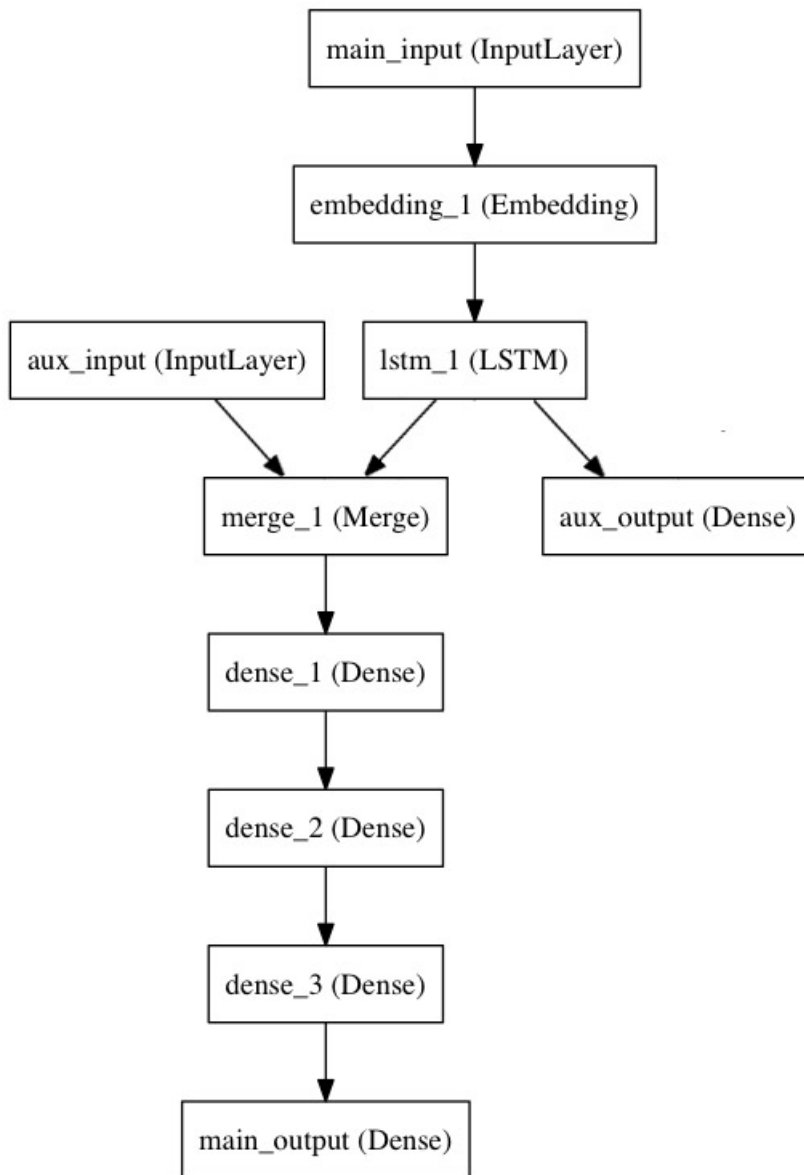 main_input (InputLayer)
embedding_1 (Embedding)
aux_input (InputLayer)
lstm_1 (LSTM)
merge_1 (Merge)
aux_output (Dense)
dense_1 (Dense)
dense_2 (Dense)
dense_3 (Dense)
main_output (Dense)